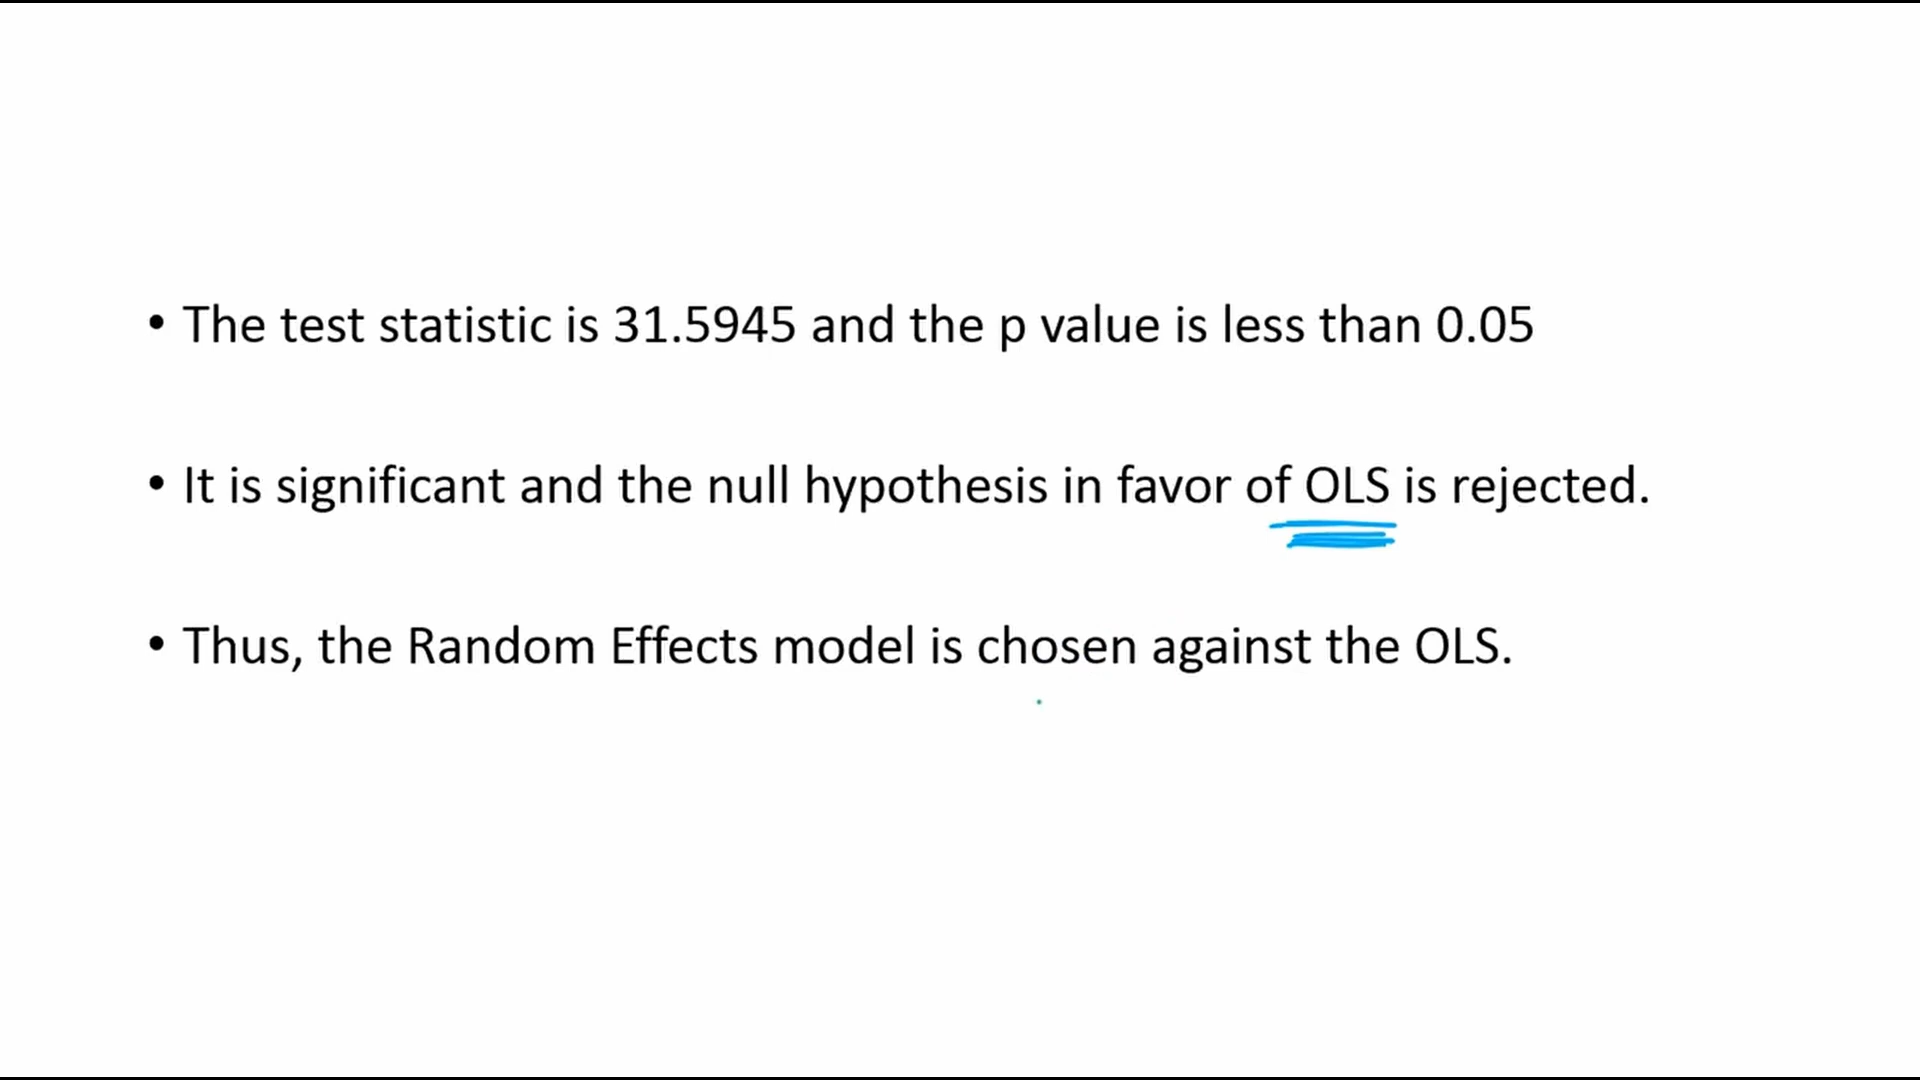 • The test statistic is 31.5945 and the p value is less than 0.05
• It is significant and the null hypothesis in favor of OLS is rejected.
• Thus, the Random Effects model is chosen against the OLS.